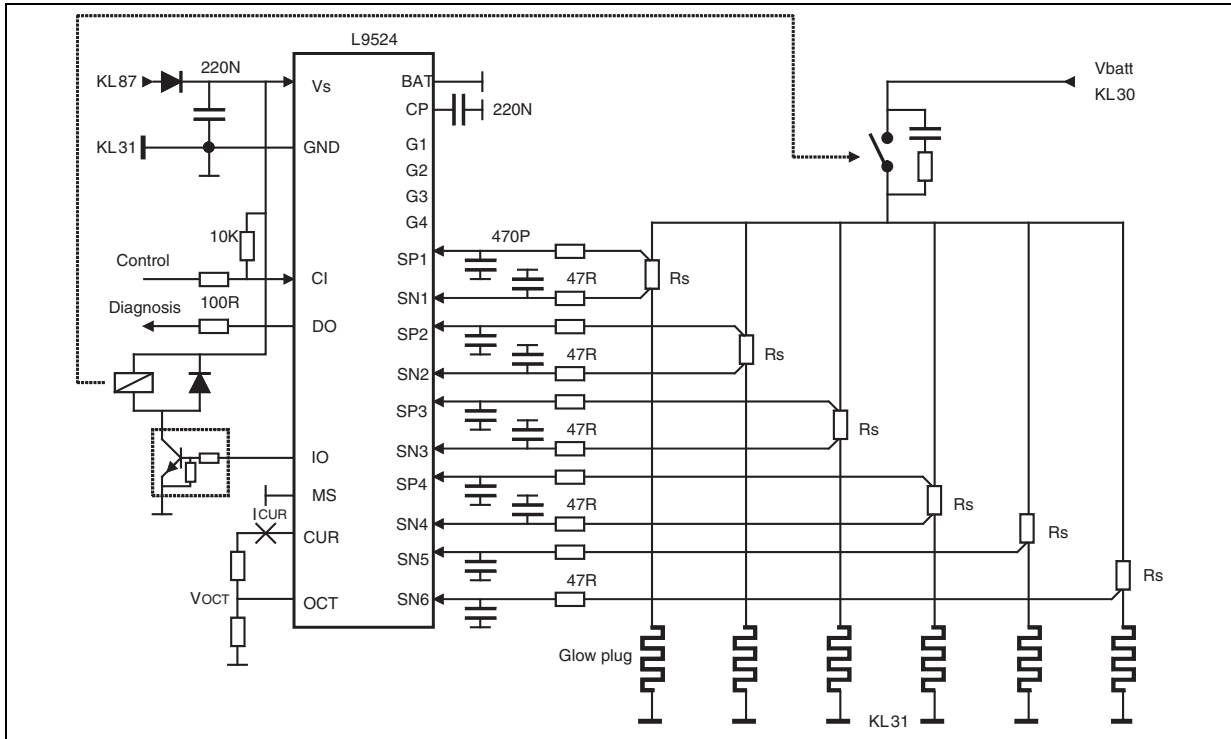 L9524
KL87
220N
Vs
BAT
CP
220N
Vbatt
KL30
KL31
GND
G1
G2
G3
G4
10K
Control
CI
SP1
470P
47R
Rs
SN1
Diagnosis
100R
DO
SP2
47R
Rs
SN2
SP3
47R
Rs
SN3
IO
SP4
47R
Rs
SN4
MS
ICUR
CUR
SN5
Rs
47R
Rs
VOCT
OCT
SN6
Glow plug
KL31